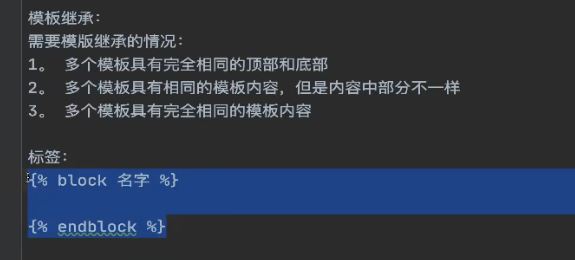 模板继承：
需要模版继承的情况：
1。 多个模板具有完全相同的顶部和底部
2。 多个模板具有相同的模板内容，但是内容中部分不一样
3。 多个模板具有完全相同的模板内容
标签：
{% block 名字 %}
{% endblock %}